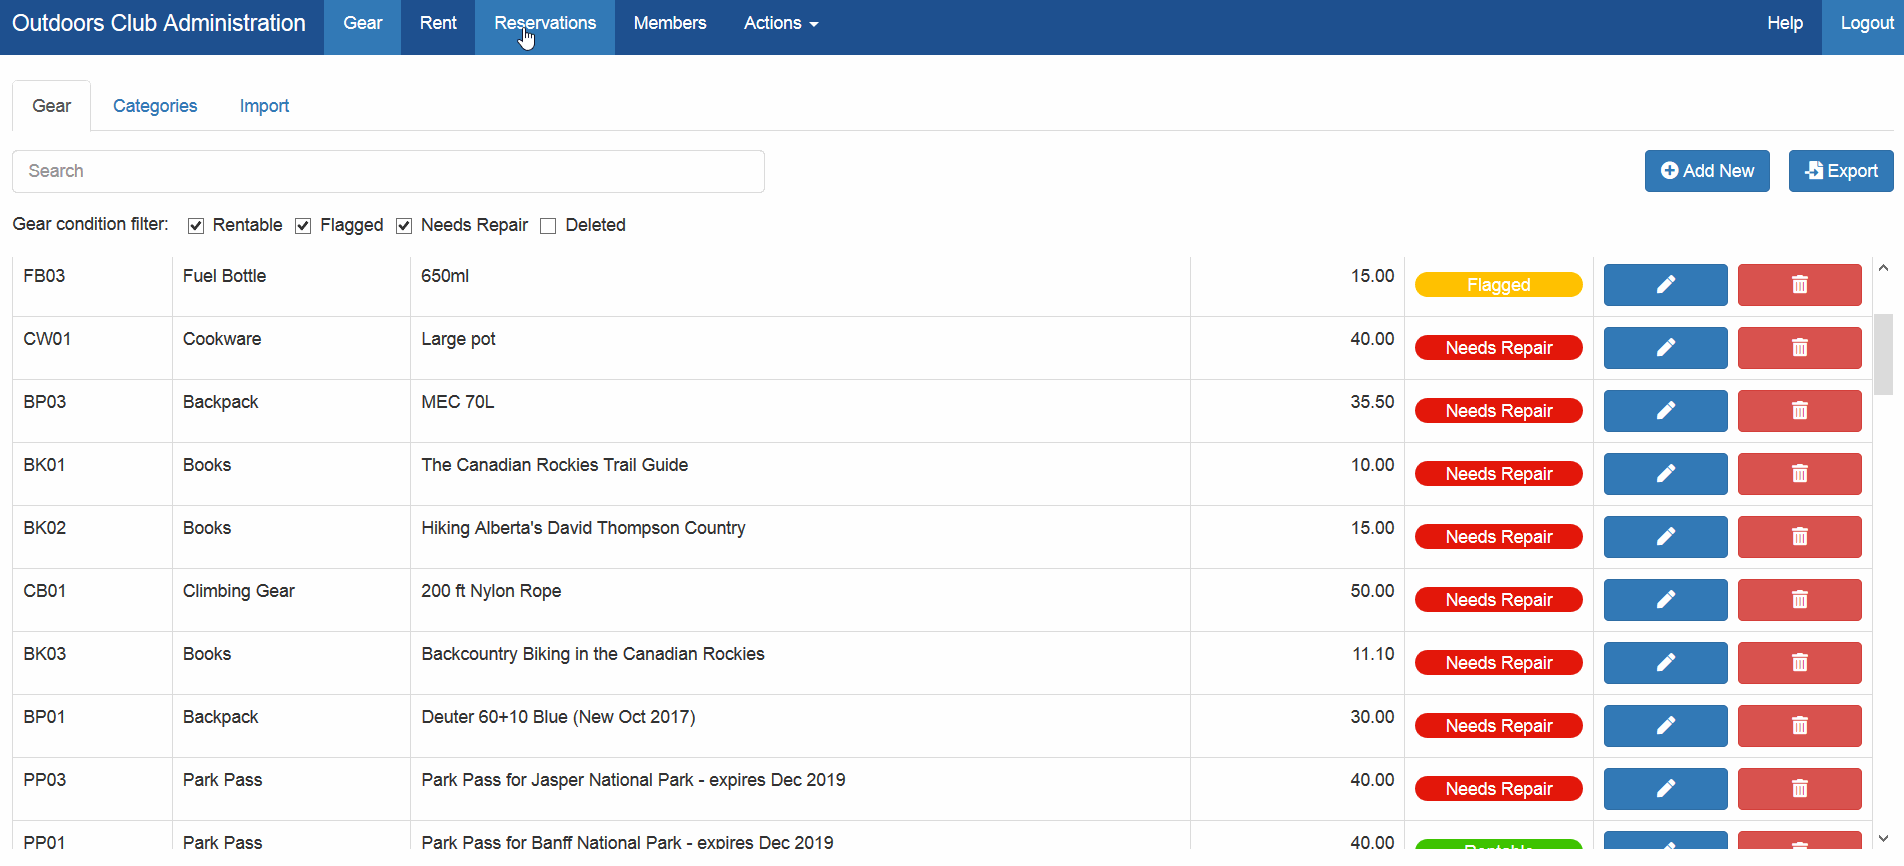 Outdoors Club Administration Gear Rent Reservations Members Actions Help Logout
Gear Categories Import
Search Add New Export
Gear condition filter: Rentable Flagged Needs Repair Deleted
FB03 Fuel Bottle 650ml 15.00 Flagged
CW01 Cookware Large pot 40.00 Needs Repair
BP03 Backpack MEC 70L 35.50 Needs Repair
BK01 Books The Canadian Rockies Trail Guide 10.00 Needs Repair
BK02 Books Hiking Alberta's David Thompson Country 15.00 Needs Repair
CB01 Climbing Gear 200 ft Nylon Rope 50.00 Needs Repair
BK03 Books Backcountry Biking in the Canadian Rockies 11.10 Needs Repair
BP01 Backpack Deuter 60+10 Blue (New Oct 2017) 30.00 Needs Repair
PP03 Park Pass Park Pass for Jasper National Park - expires Dec 2019 40.00 Needs Repair
PP01 Park Pass Park Pass for Banff National Park - expires Dec 2019 40.00 Rentable